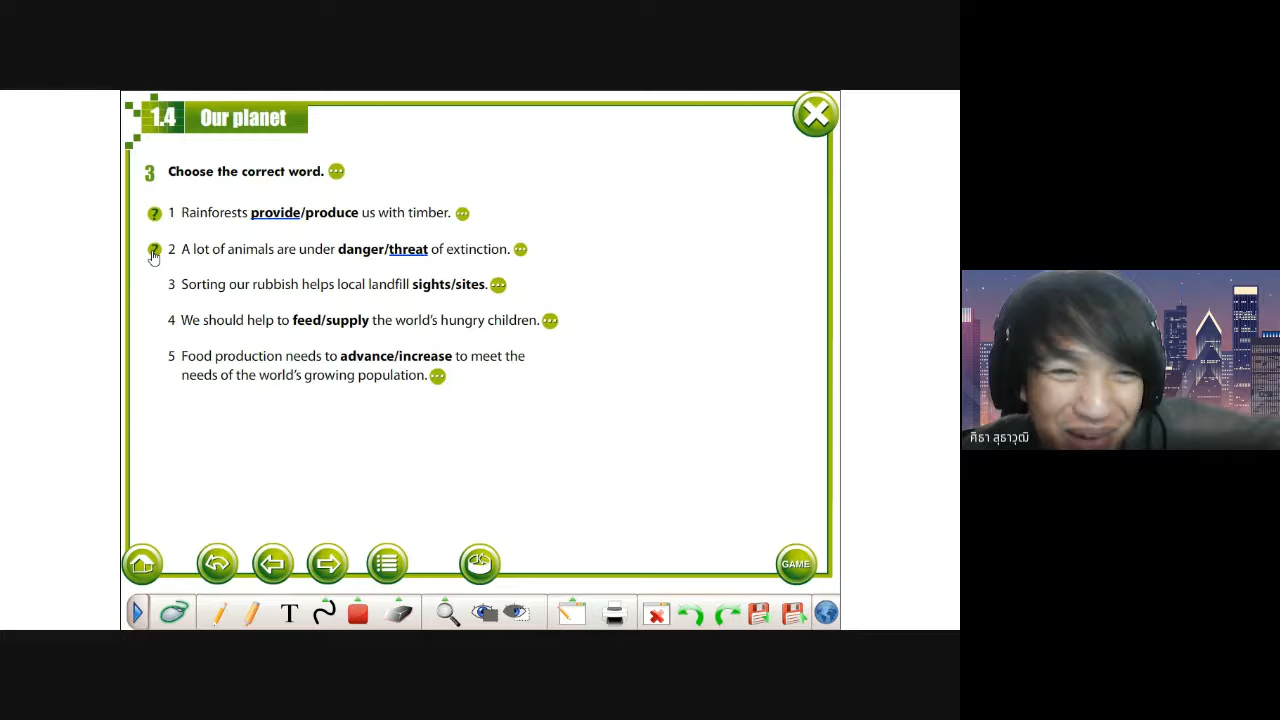 1.4 Our planet
3 Choose the correct word.
? 1 Rainforests provide/produce us with timber.
? 2 A lot of animals are under danger/threat of extinction.
3 Sorting our rubbish helps local landfill sights/sites.
4 We should help to feed/supply the world's hungry children.
5 Food production needs to advance/increase to meet the
needs of the world's growing population.
ศิธา สุธาวุฒิ
GAME
T